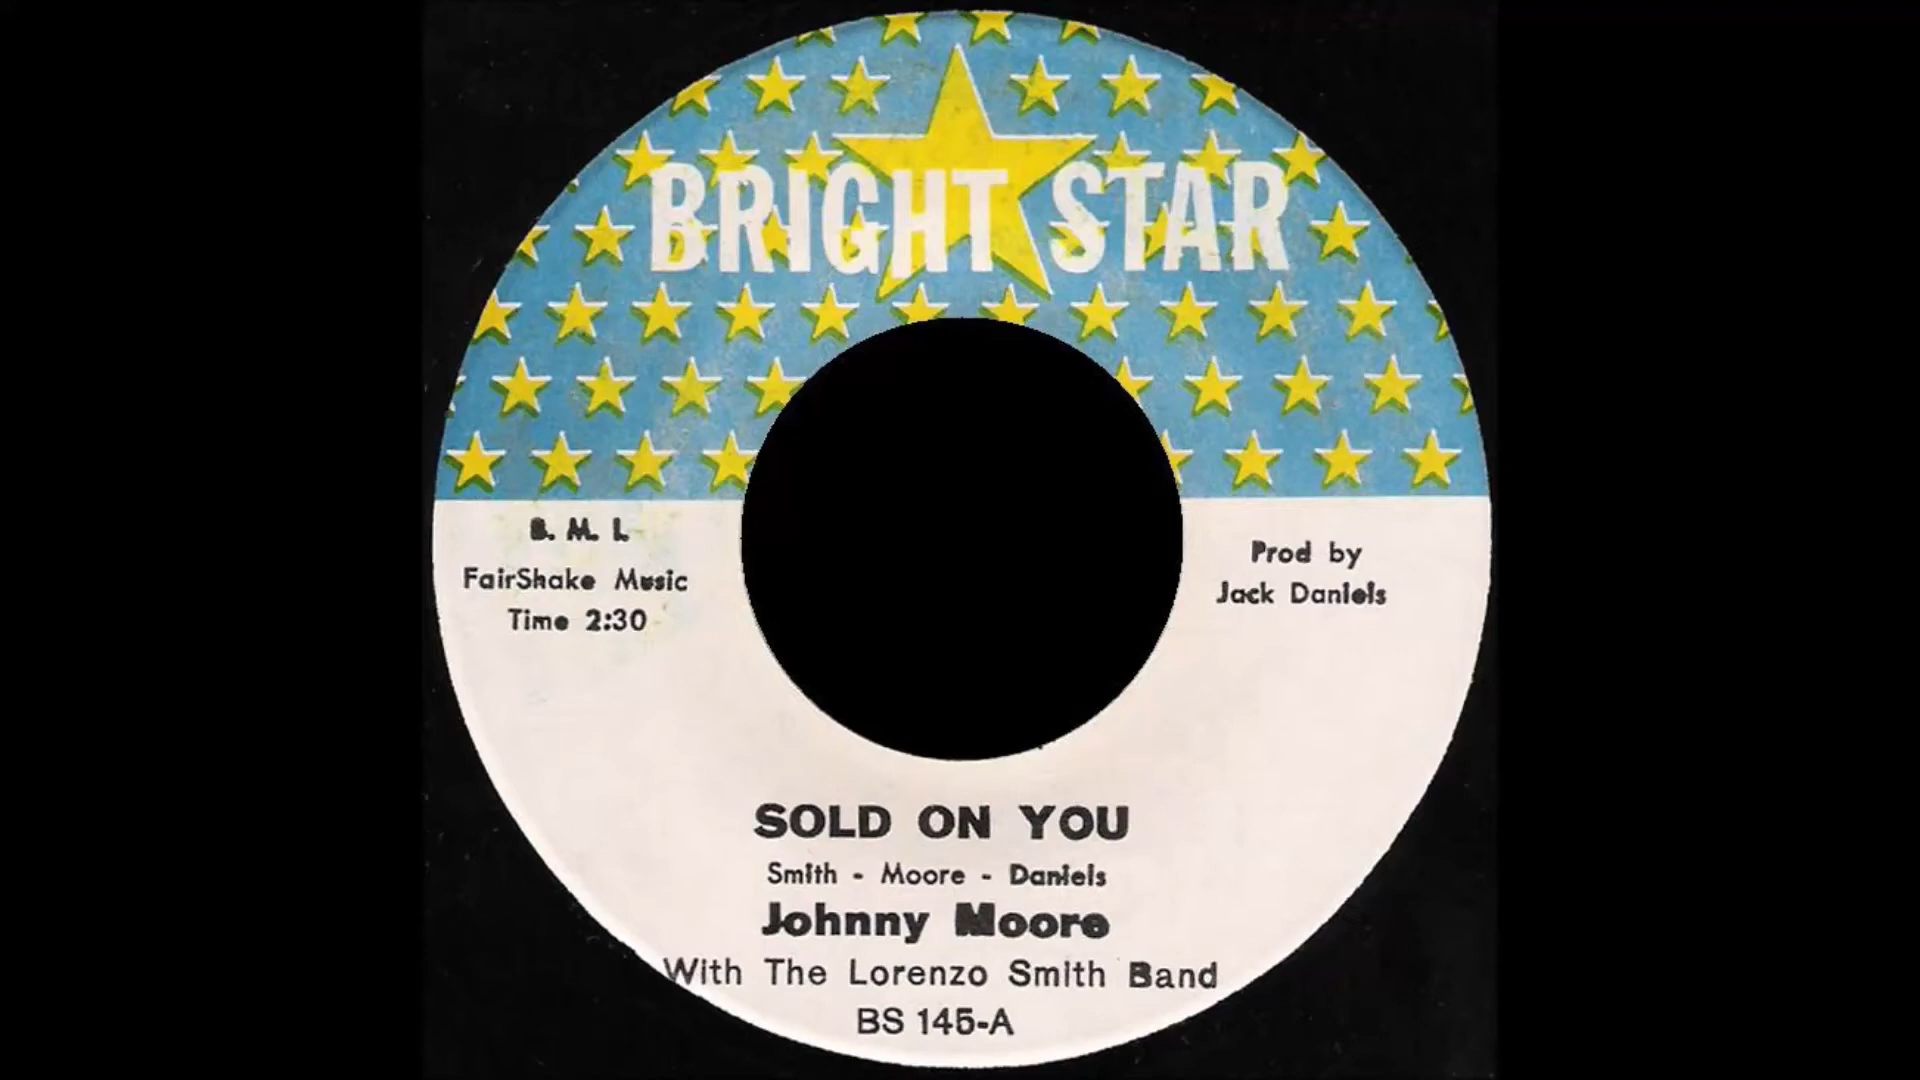 BRIGHT STAR
B. M. I.
FairShake Music
Time 2:30
Prod by
Jack Daniels
SOLD ON YOU
Smith - Moore - Daniels
Johnny Moore
With The Lorenzo Smith Band
BS 145-A